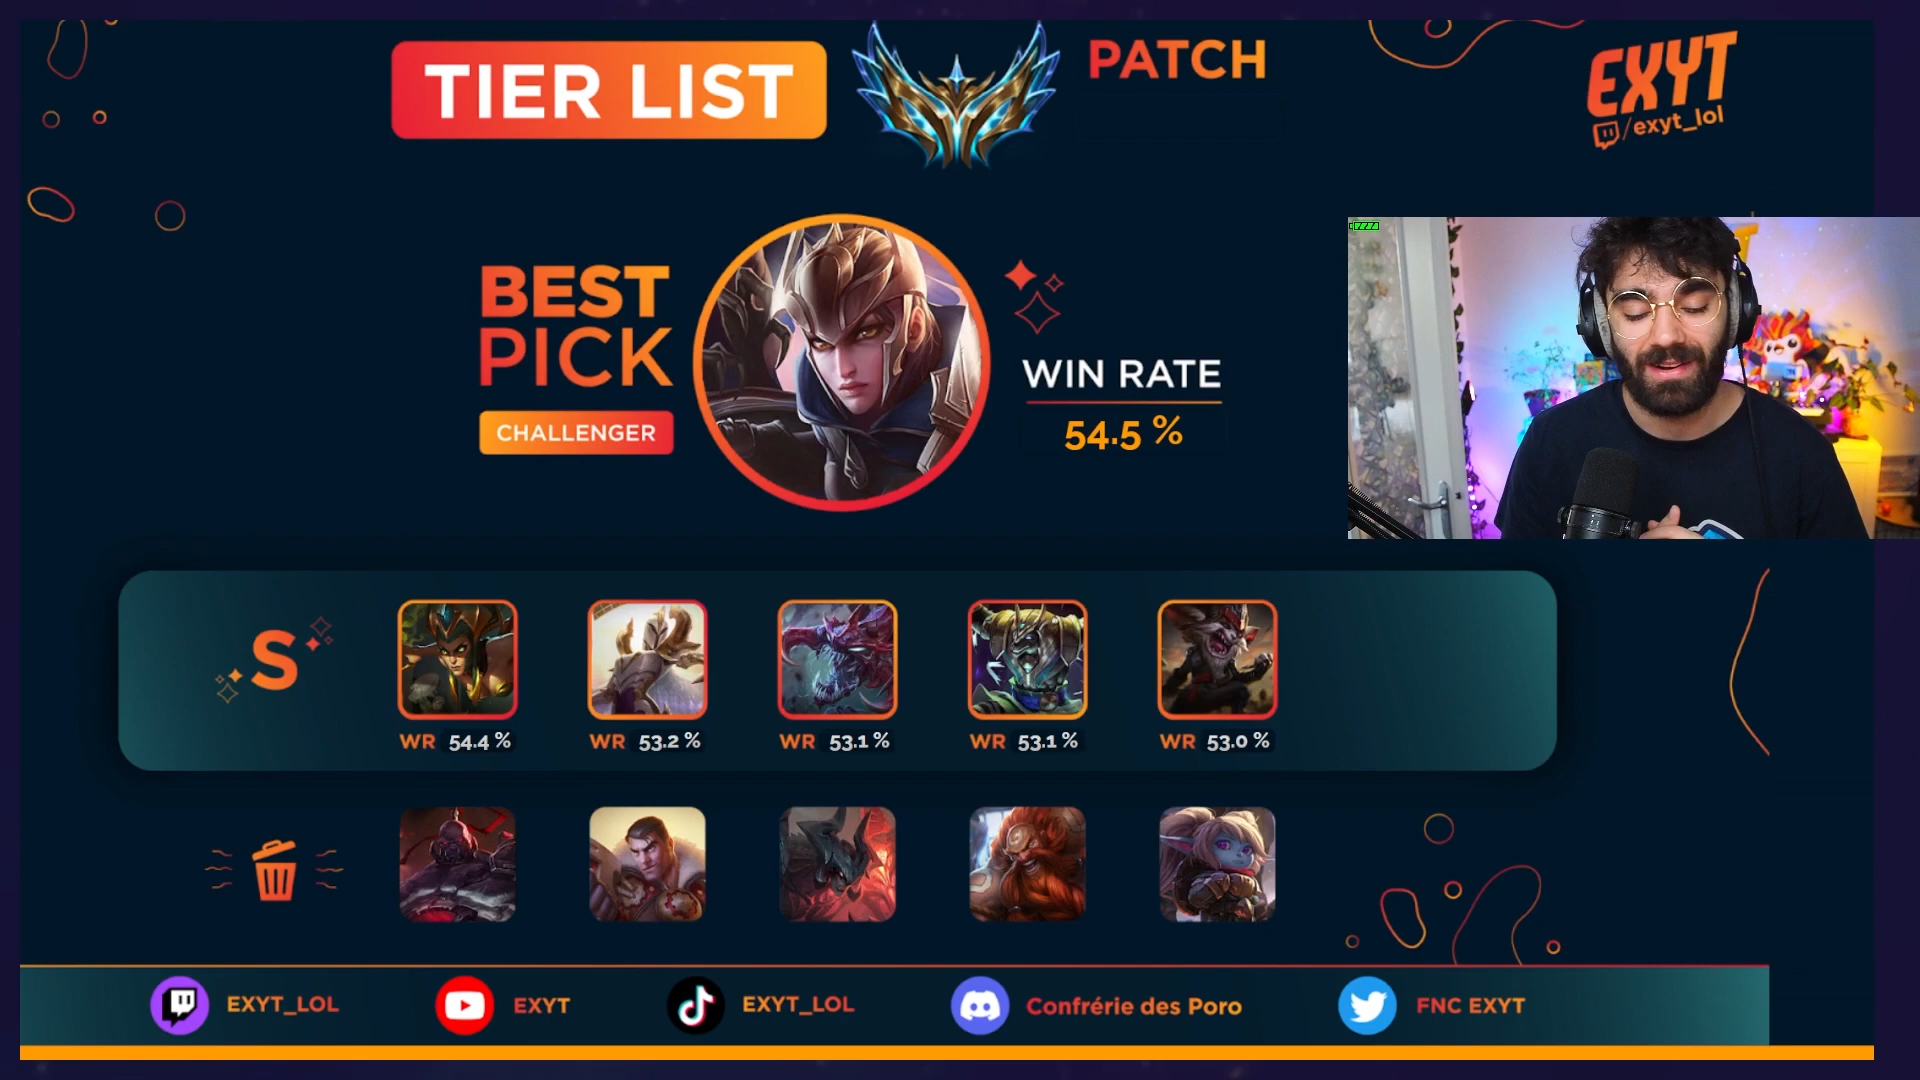 TIER LIST
PATCH
EXYT
/exyt_lol
BEST
PICK
CHALLENGER
WIN RATE
54.5 %
S
WR 54.4 %
WR 53.2 %
WR 53.1 %
WR 53.1 %
WR 53.0 %
EXYT_LOL
EXYT
EXYT_LOL
Confrérie des Poro
FNC EXYT